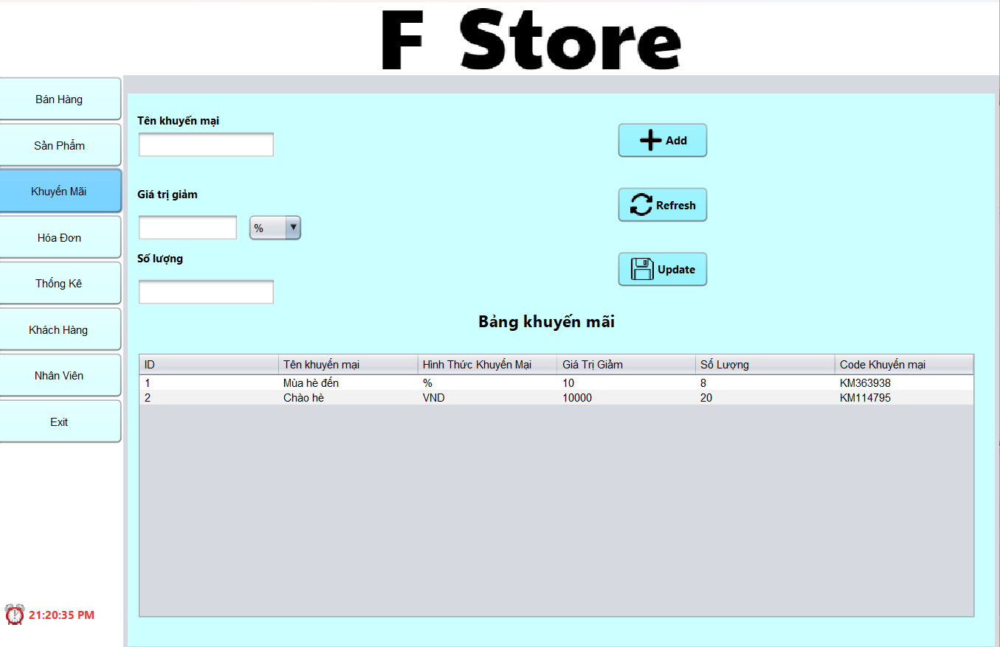 F Store
Bán Hàng
Sản Phẩm
Khuyến Mãi
Hóa Đơn
Thống Kê
Khách Hàng
Nhân Viên
Exit
21:20:35 PM
Tên khuyến mại
Add
Giá trị giảm
Refresh
%
Số lượng
Update
Bảng khuyến mãi
ID Tên khuyến mại Hình Thức Khuyến Mại Giá Trị Giảm Số Lượng Code Khuyến mại
1 Mùa hè đến % 10 8 KM363938
2 Chào hè VND 10000 20 KM114795